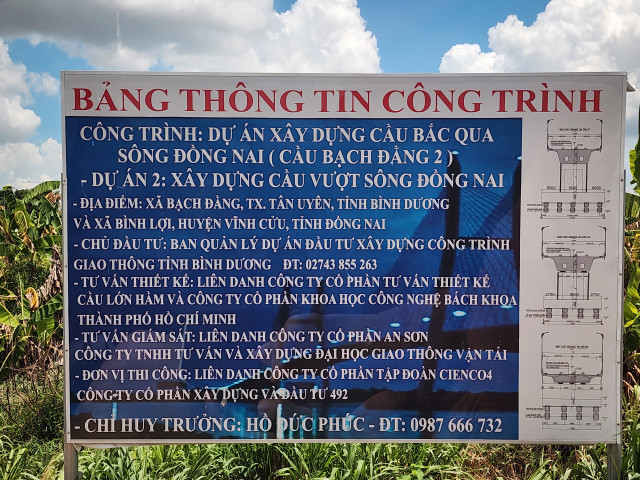 BẢNG THÔNG TIN CÔNG TRÌNH
CÔNG TRÌNH: DỰ ÁN XÂY DỰNG CẦU BẮC QUA
SÔNG ĐỒNG NAI ( CẦU BẠCH ĐẰNG 2 )
- DỰ ÁN 2: XÂY DỰNG CẦU VƯỢT SÔNG ĐỒNG NAI
- ĐỊA ĐIỂM: XÃ BẠCH ĐẰNG, TX. TÂN UYÊN, TỈNH BÌNH DƯƠNG
VÀ XÃ BÌNH LỢI, HUYỆN VĨNH CỬU, TỈNH ĐỒNG NAI
- CHỦ ĐẦU TƯ: BAN QUẢN LÝ DỰ ÁN ĐẦU TƯ XÂY DỰNG CÔNG TRÌNH
GIAO THÔNG TỈNH BÌNH DƯƠNG ĐT: 02743 855 263
- TƯ VẤN THIẾT KẾ: LIÊN DANH CÔNG TY CỔ PHẦN TƯ VẤN THIẾT KẾ
CẦU LỚN HẦM VÀ CÔNG TY CỔ PHẦN KHOA HỌC CÔNG NGHỆ BÁCH KHOA
THÀNH PHỐ HỒ CHÍ MINH
- TƯ VẤN GIÁM SÁT: LIÊN DANH CÔNG TY CỔ PHẦN AN SƠN
CÔNG TY TNHH TƯ VẤN VÀ XÂY DỰNG ĐẠI HỌC GIAO THÔNG VẬN TẢI
- ĐƠN VỊ THI CÔNG: LIÊN DANH CÔNG TY CỔ PHẦN TẬP ĐOÀN CIENCO4
CÔNG TY CỔ PHẦN XÂY DỰNG VÀ ĐẦU TƯ 492
- CHỈ HUY TRƯỞNG: HỒ ĐỨC PHÚC - ĐT: 0987 666 732